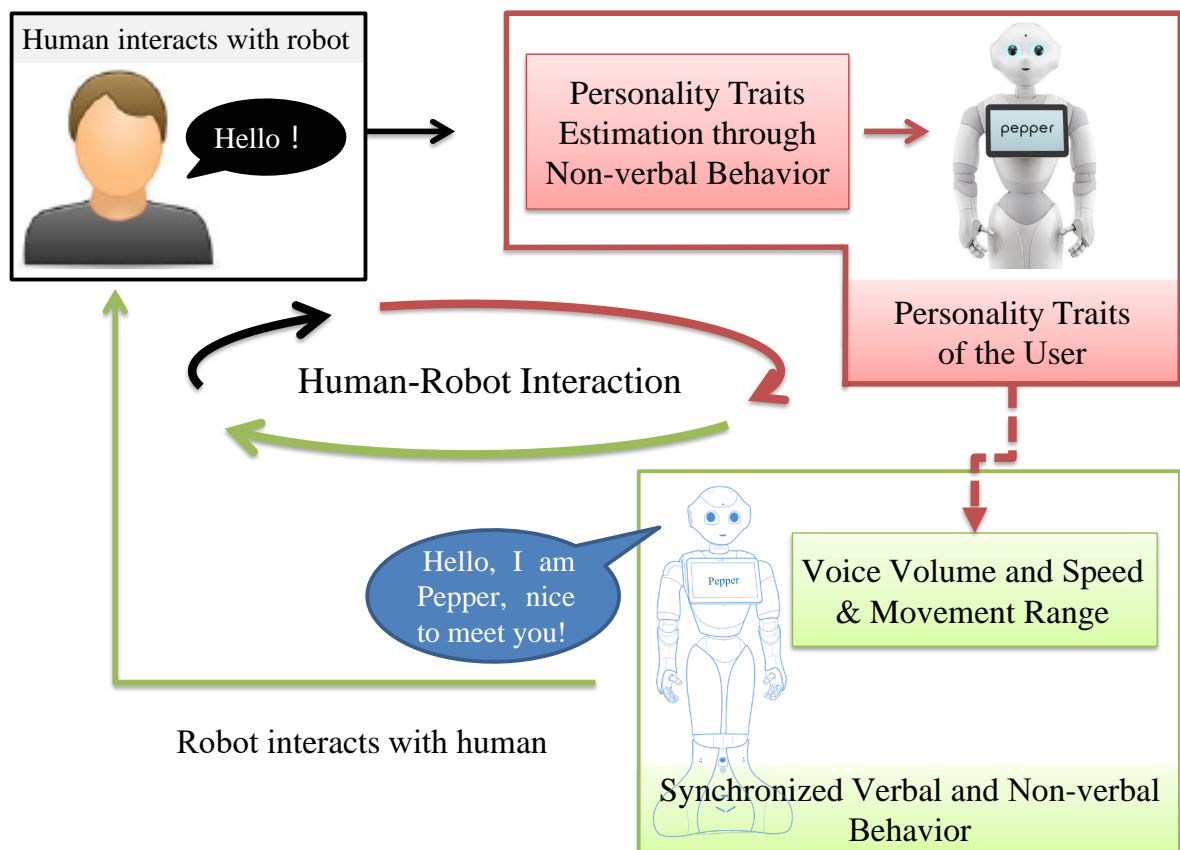 Human interacts with robot
Hello！
Personality Traits
Estimation through
Non-verbal Behavior
pepper
Personality Traits
of the User
Human-Robot Interaction
Hello, I am
Pepper, nice
to meet you!
Pepper
Voice Volume and Speed
& Movement Range
Robot interacts with human
Synchronized Verbal and Non-verbal
Behavior